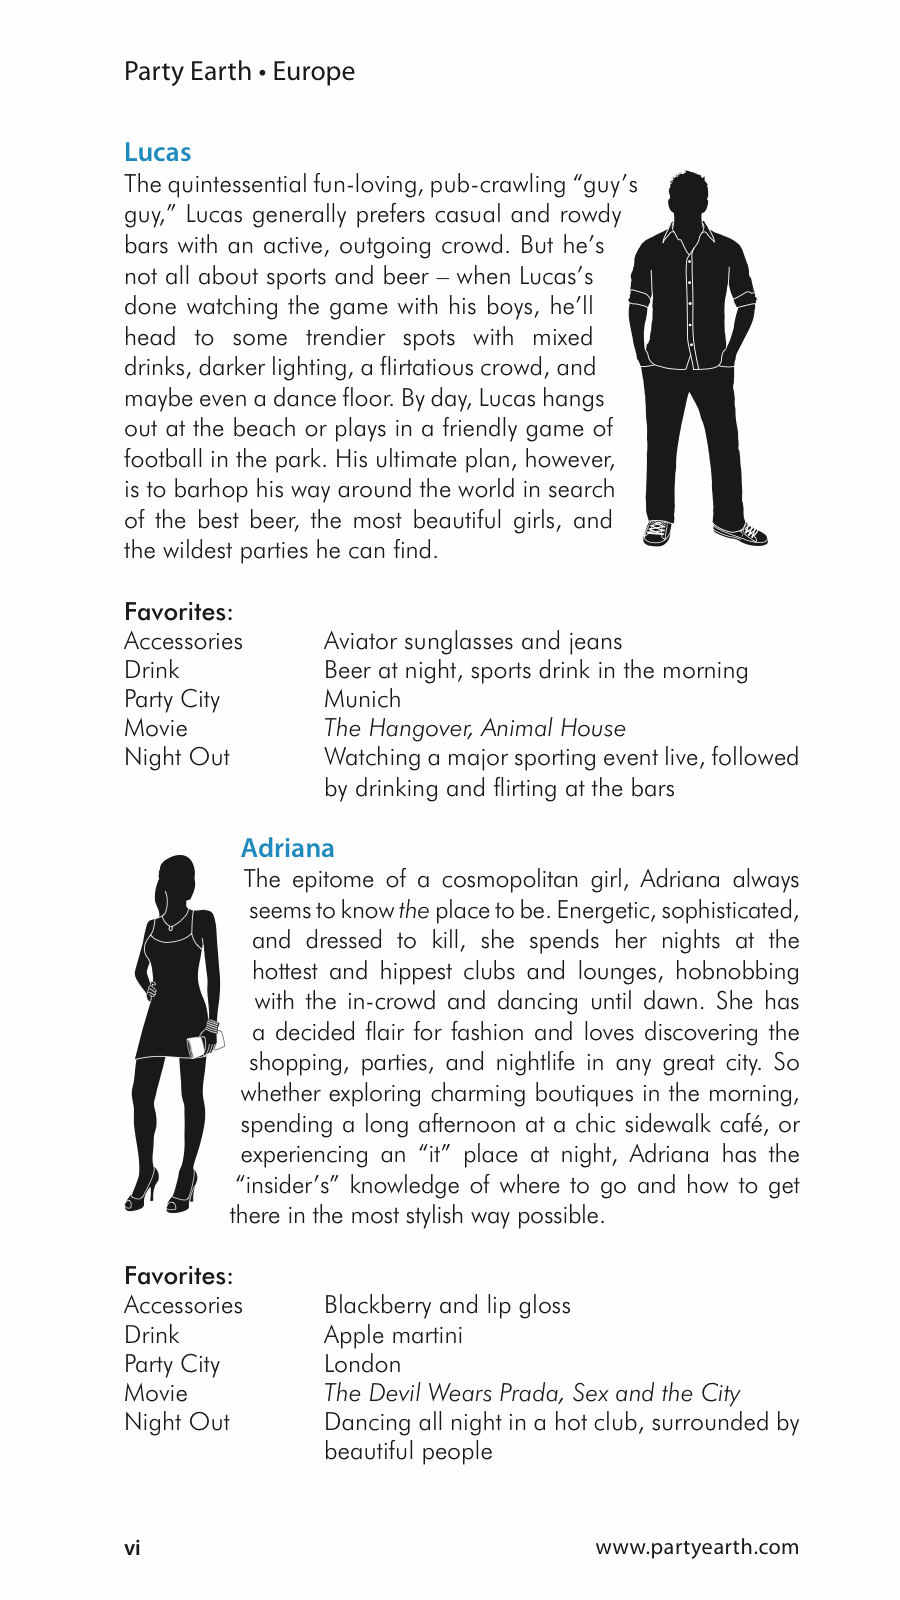 Party Earth • Europe
Lucas
The quintessential fun-loving, pub-crawling “guy’s
guy,” Lucas generally prefers casual and rowdy
bars with an active, outgoing crowd. But he’s
not all about sports and beer – when Lucas’s
done watching the game with his boys, he’ll
head to some trendier spots with mixed
drinks, darker lighting, a flirtatious crowd, and
maybe even a dance floor. By day, Lucas hangs
out at the beach or plays in a friendly game of
football in the park. His ultimate plan, however,
is to barhop his way around the world in search
of the best beer, the most beautiful girls, and
the wildest parties he can find.
Favorites:
Accessories Aviator sunglasses and jeans
Drink Beer at night, sports drink in the morning
Party City Munich
Movie The Hangover, Animal House
Night Out Watching a major sporting event live, followed
by drinking and flirting at the bars
Adriana
The epitome of a cosmopolitan girl, Adriana always
seems to know the place to be. Energetic, sophisticated,
and dressed to kill, she spends her nights at the
hottest and hippest clubs and lounges, hobnobbing
with the in-crowd and dancing until dawn. She has
a decided flair for fashion and loves discovering the
shopping, parties, and nightlife in any great city. So
whether exploring charming boutiques in the morning,
spending a long afternoon at a chic sidewalk café, or
experiencing an “it” place at night, Adriana has the
“insider’s” knowledge of where to go and how to get
there in the most stylish way possible.
Favorites:
Accessories Blackberry and lip gloss
Drink Apple martini
Party City London
Movie The Devil Wears Prada, Sex and the City
Night Out Dancing all night in a hot club, surrounded by
beautiful people
vi www.partyearth.com